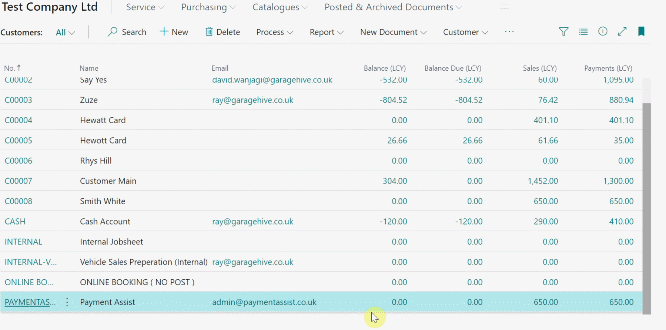 Test Company Ltd Service Purchasing Catalogues Posted & Archived Documents ...
Customers: All Search + New Delete Process Report New Document Customer ...
No. ↑ Name Email Balance (LCY) Balance Due (LCY) Sales (LCY) Payments (LCY)
C00002 Say Yes david.wanjagi@garagehive.co.uk -532.00 -532.00 60.00 1,095.00
C00003 Zuze ray@garagehive.co.uk -804.52 -804.52 76.42 880.94
C00004 Hewatt Card 0.00 0.00 401.10 401.10
C00005 Hewott Card 26.66 26.66 61.66 35.00
C00006 Rhys Hill 0.00 0.00 0.00 0.00
C00007 Customer Main 304.00 0.00 1,452.00 1,300.00
C00008 Smith White 0.00 0.00 650.00 650.00
CASH Cash Account ray@garagehive.co.uk -120.00 -120.00 290.00 410.00
INTERNAL Internal Jobsheet 0.00 0.00 0.00 0.00
INTERNAL-V... Vehicle Sales Preperation (Internal) ray@garagehive.co.uk 0.00 0.00 0.00 0.00
ONLINE BO... ONLINE BOOKING ( NO POST ) 0.00 0.00 0.00 0.00
PAYMENTAS... Payment Assist admin@paymentassist.co.uk 0.00 0.00 650.00 650.00